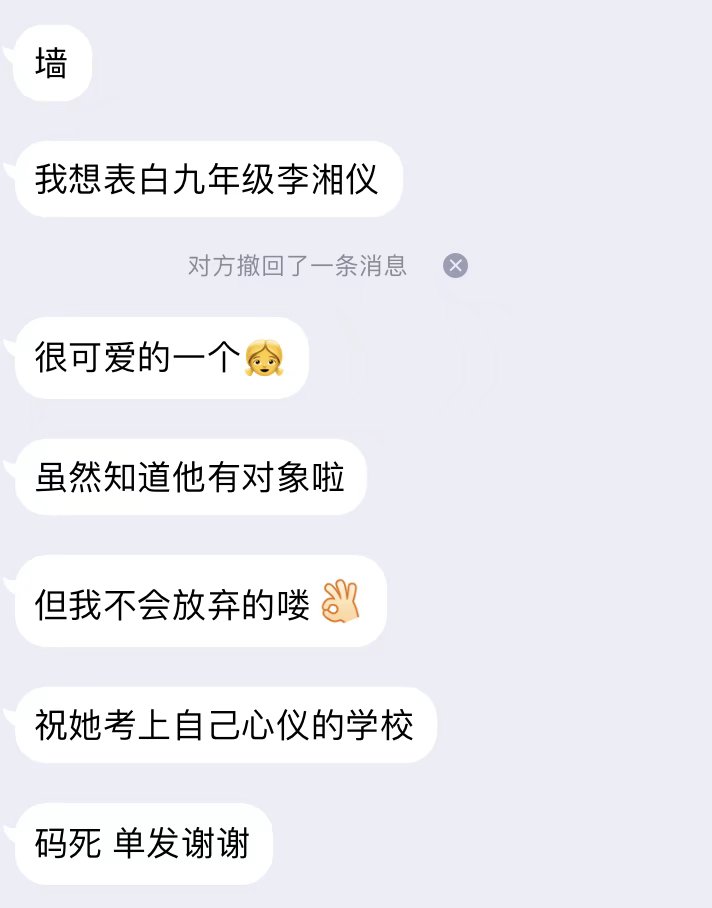 墙
我想表白九年级李湘仪
对方撤回了一条消息
很可爱的一个👧
虽然知道他有对象啦
但我不会放弃的喽👌
祝她考上自己心仪的学校
码死 单发谢谢